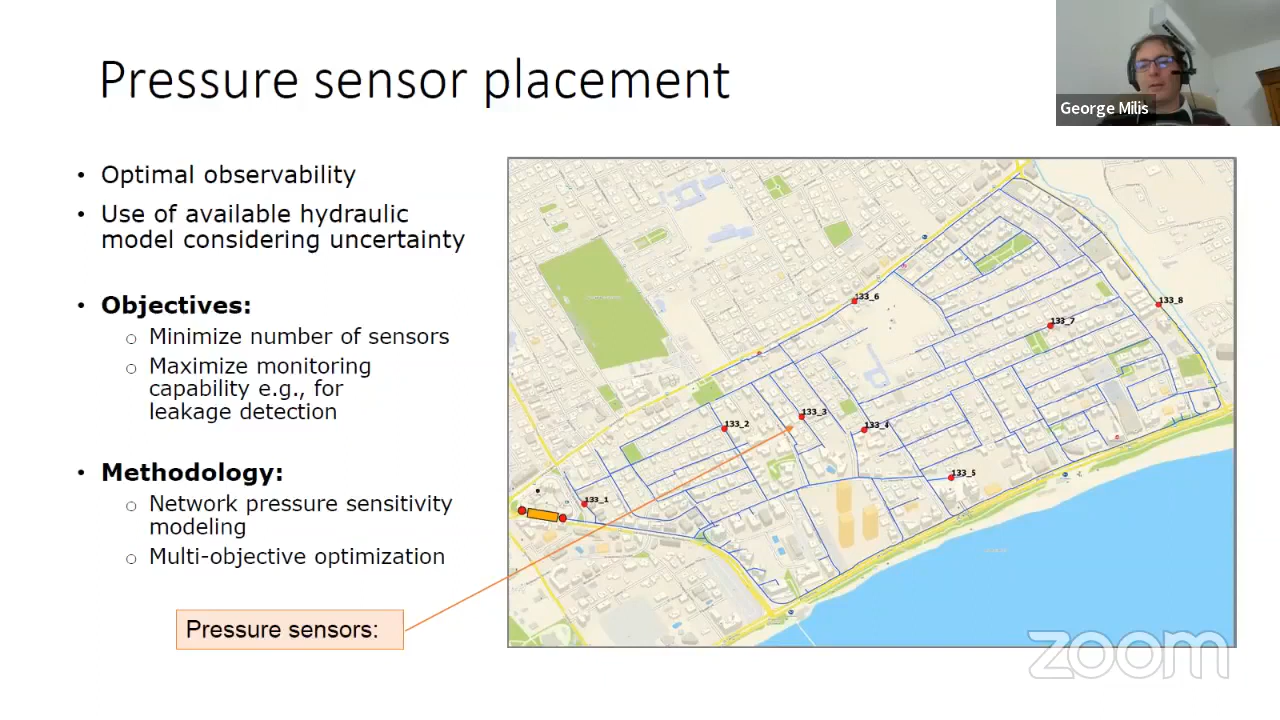 Pressure sensor placement
George Milis
• Optimal observability
• Use of available hydraulic
model considering uncertainty
• Objectives:
o Minimize number of sensors
o Maximize monitoring
capability e.g., for
leakage detection
• Methodology:
o Network pressure sensitivity
modeling
o Multi-objective optimization
Pressure sensors:
133_6
133_8
133_7
133_3
133_2
133_4
133_5
133_1
zoom